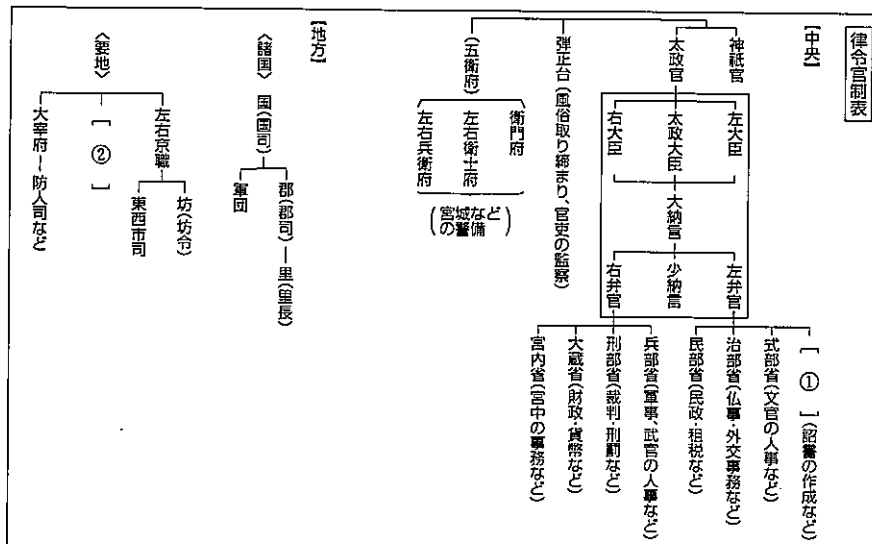 律令官制表
【中央】
神祇官
太政官
左大臣
太政大臣
右大臣
大納言
左弁官
少納言
右弁官
[ ① ](詔書の作成など)
式部省(文官の人事など)
治部省(仏事・外交事務など)
民部省(民政・租税など)
兵部省(軍事、武官の人事など)
刑部省(裁判・刑罰など)
大蔵省(財政・貨幣など)
宮内省(宮中の事務など)
弾正台(風俗取り締まり、官吏の監察)
(五衛府)
衛門府
左右衛士府
左右兵衛府
(宮城など
の警備)
【地方】
〈諸国〉 国(国司)
郡(郡司)―里(里長)
軍団
〈要地〉
左右京職
坊(坊令)
東西市司
[ ② ]
大宰府―防人司など